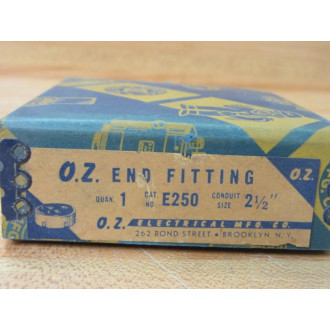 O.Z. END FITTING O.Z.
QUAN. 1 CAT. NO. E250 CONDUIT SIZE 2½"
O.Z. ELECTRICAL MFG. CO.
262 BOND STREET • BROOKLYN N.Y.